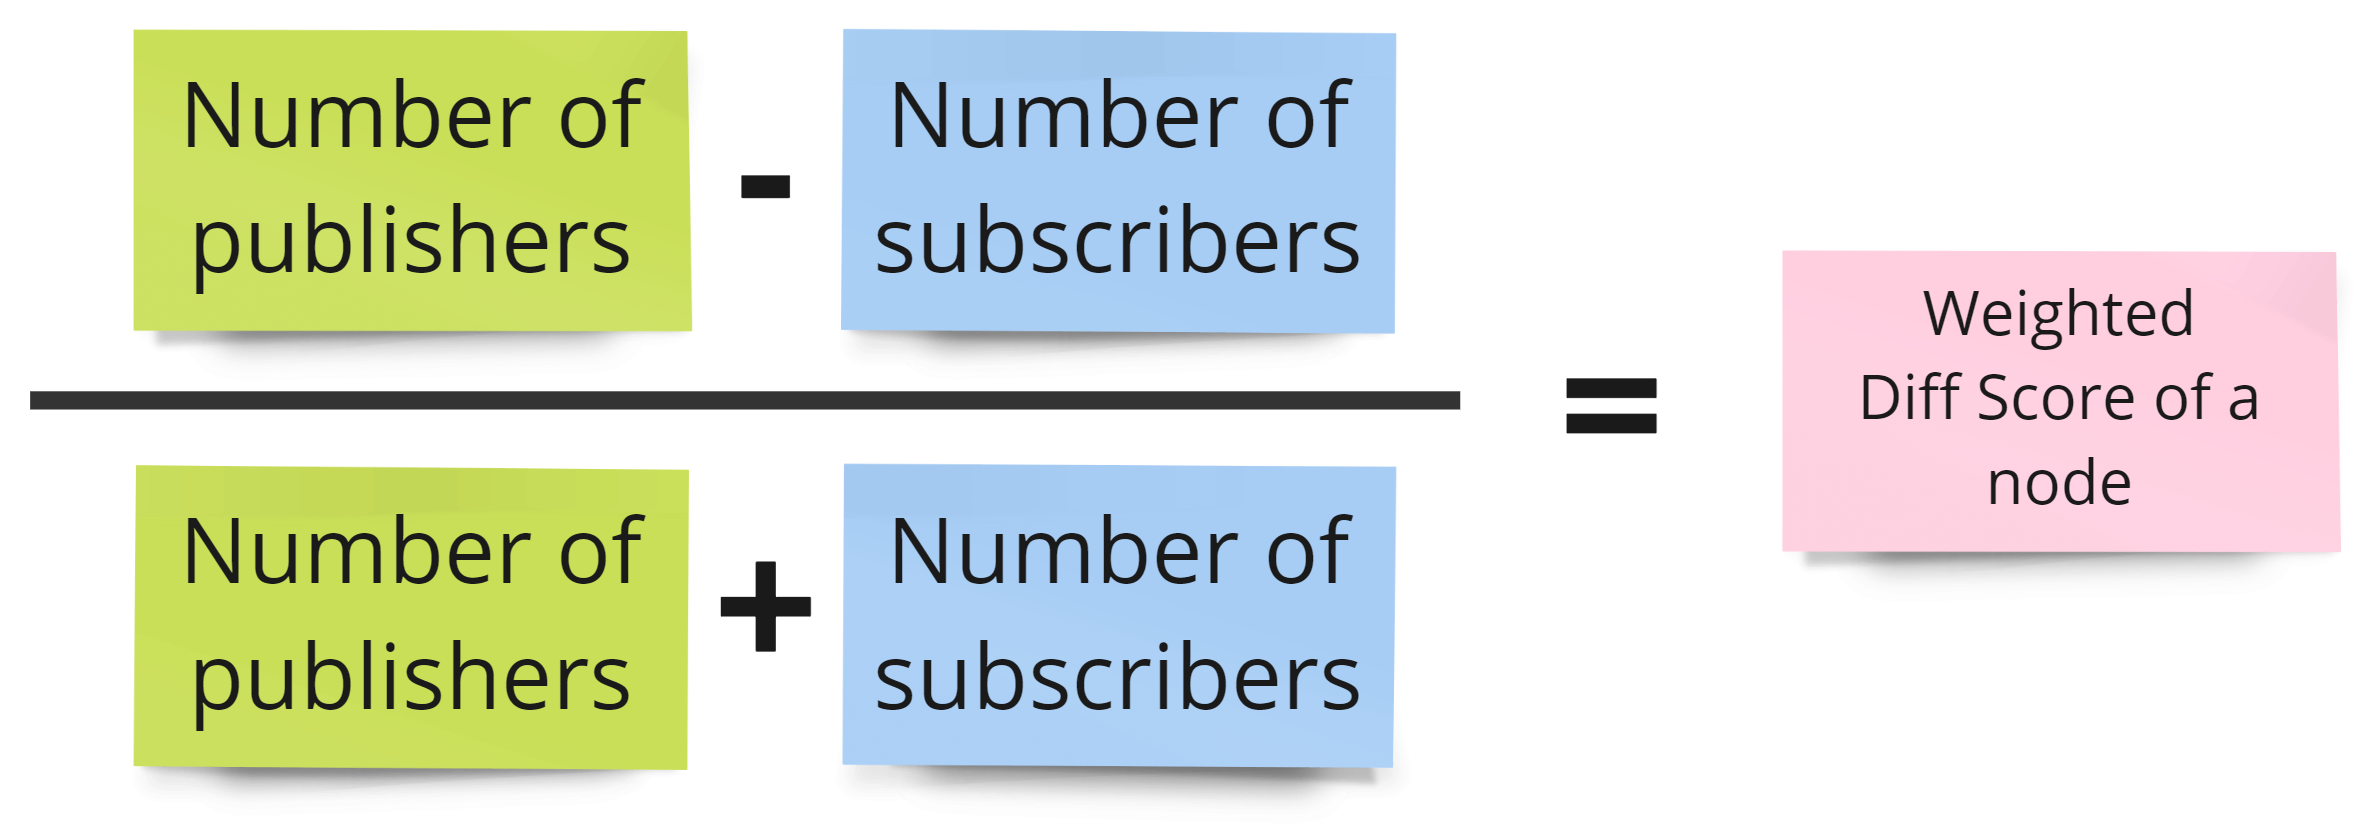 Number of
publishers
-
Number of
subscribers
Number of
publishers
+
Number of
subscribers
=
Weighted
Diff Score of a
node